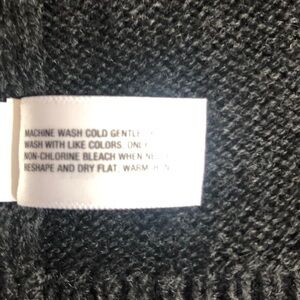 MACHINE WASH COLD GENTLE
WASH WITH LIKE COLORS. ONLY
NON-CHLORINE BLEACH WHEN
RESHAPE AND DRY FLAT. WARM